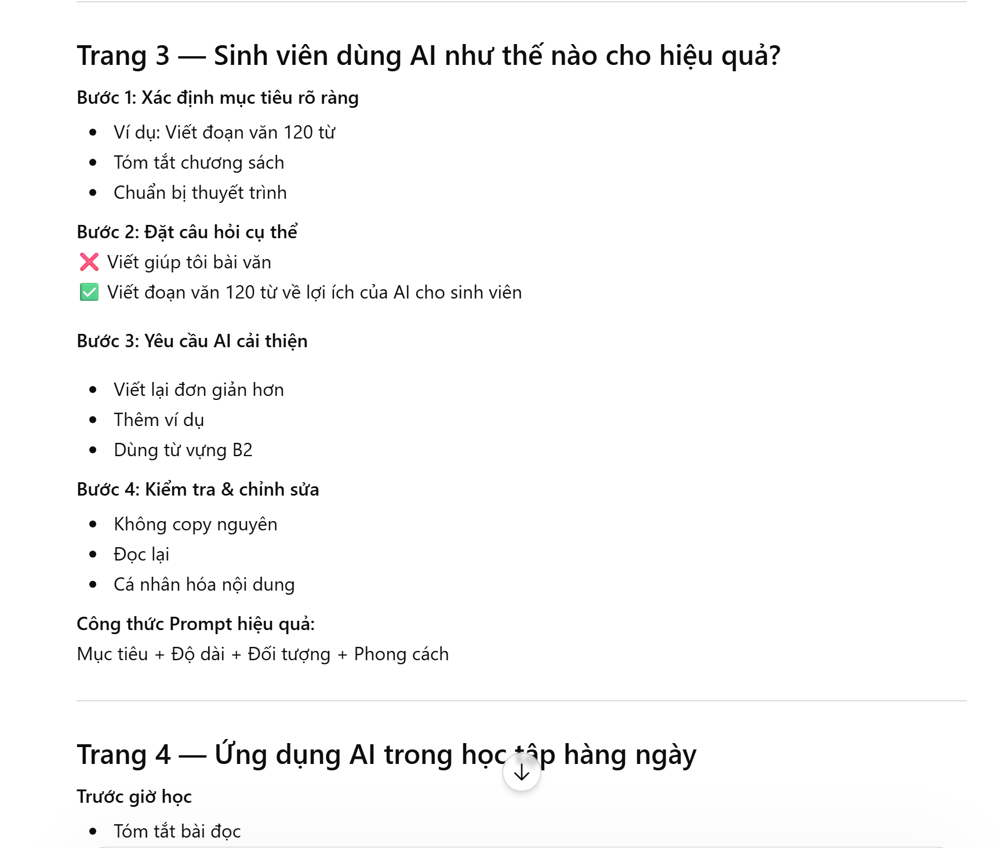 Trang 3 — Sinh viên dùng AI như thế nào cho hiệu quả?
Bước 1: Xác định mục tiêu rõ ràng
• Ví dụ: Viết đoạn văn 120 từ
• Tóm tắt chương sách
• Chuẩn bị thuyết trình
Bước 2: Đặt câu hỏi cụ thể
❌ Viết giúp tôi bài văn
✅ Viết đoạn văn 120 từ về lợi ích của AI cho sinh viên
Bước 3: Yêu cầu AI cải thiện
• Viết lại đơn giản hơn
• Thêm ví dụ
• Dùng từ vựng B2
Bước 4: Kiểm tra & chỉnh sửa
• Không copy nguyên
• Đọc lại
• Cá nhân hóa nội dung
Công thức Prompt hiệu quả:
Mục tiêu + Độ dài + Đối tượng + Phong cách
Trang 4 — Ứng dụng AI trong học tập hàng ngày
Trước giờ học
• Tóm tắt bài đọc